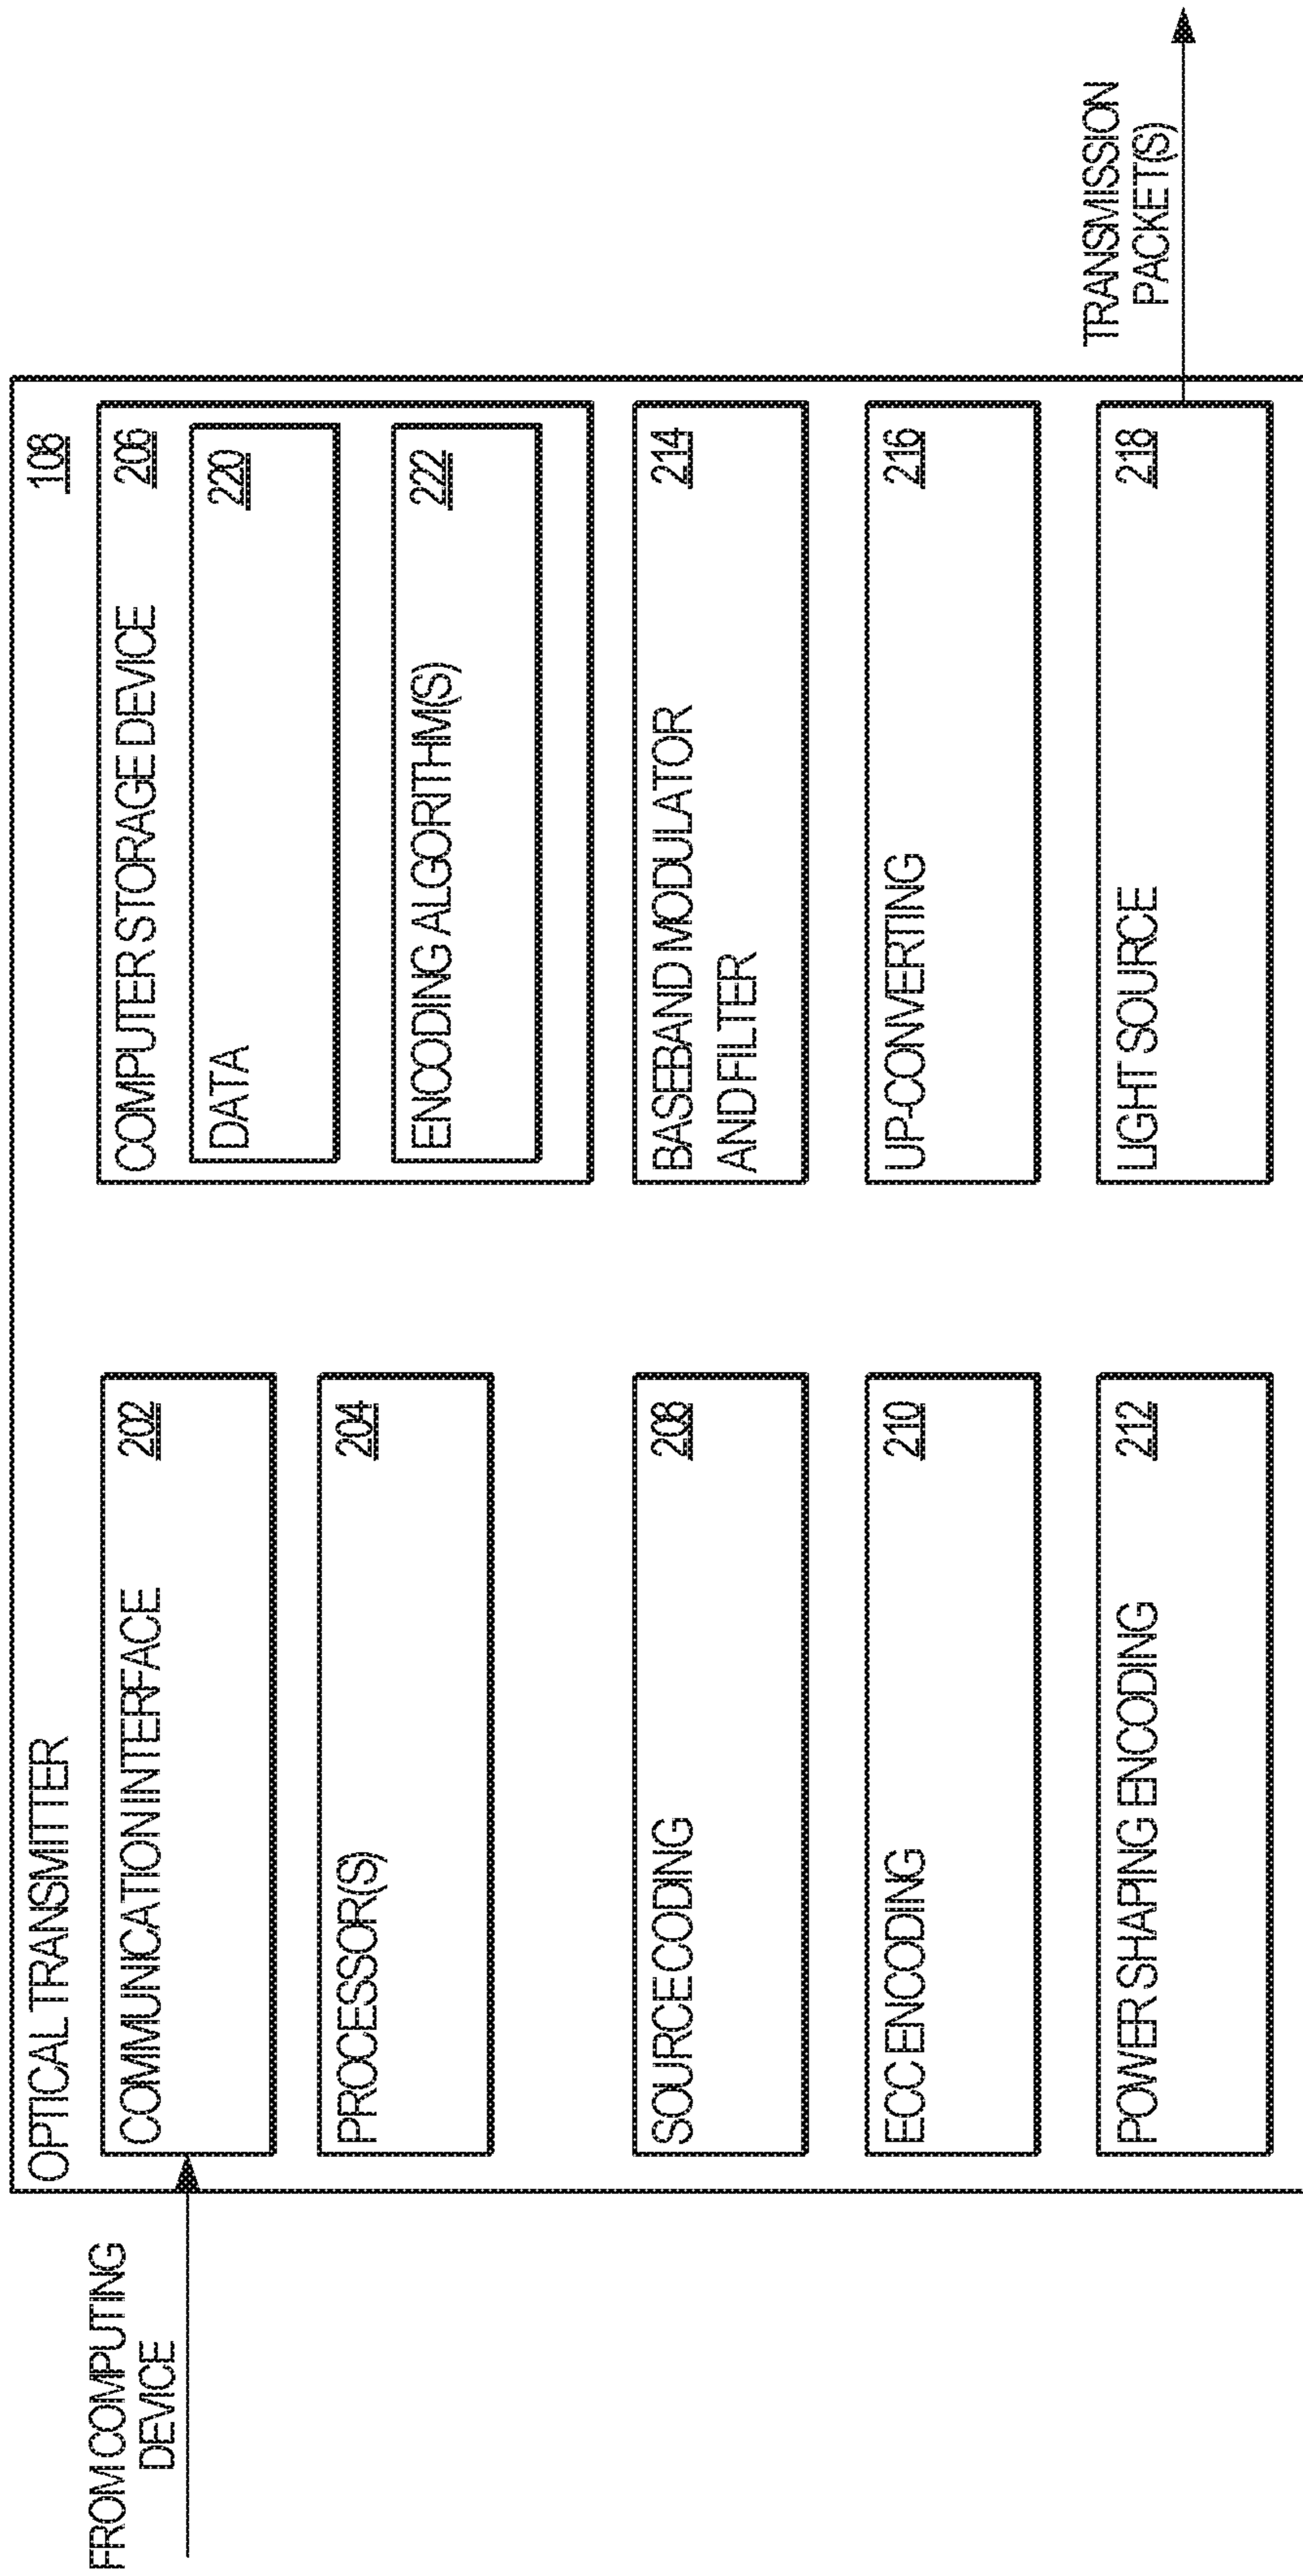 FROM COMPUTING
DEVICE
OPTICAL TRANSMITTER 108
COMMUNICATION INTERFACE 202
PROCESSOR(S) 204
SOURCE CODING 208
ECC ENCODING 210
POWER SHAPING ENCODING 212
COMPUTER STORAGE DEVICE 206
DATA 220
ENCODING ALGORITHM(S) 222
BASEBAND MODULATOR 214
AND FILTER
UP-CONVERTING 216
LIGHT SOURCE 218
TRANSMISSION
PACKET(S)